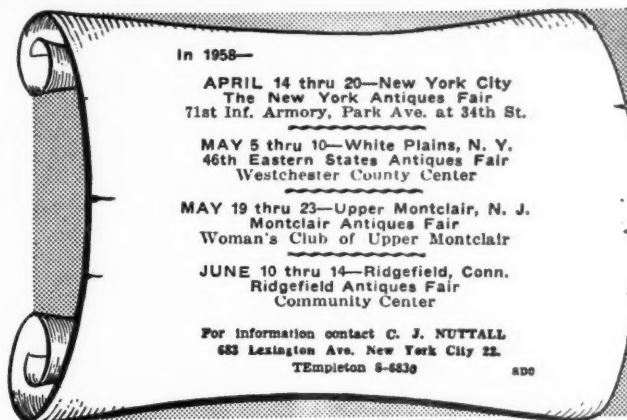 In 1958—
APRIL 14 thru 20—New York City
The New York Antiques Fair
71st Inf. Armory, Park Ave. at 34th St.
MAY 5 thru 10—White Plains, N. Y.
46th Eastern States Antiques Fair
Westchester County Center
MAY 19 thru 23—Upper Montclair, N. J.
Montclair Antiques Fair
Woman's Club of Upper Montclair
JUNE 10 thru 14—Ridgefield, Conn.
Ridgefield Antiques Fair
Community Center
For information contact C. J. NUTTALL
683 Lexington Ave. New York City 22.
TEmpleton 8-6830